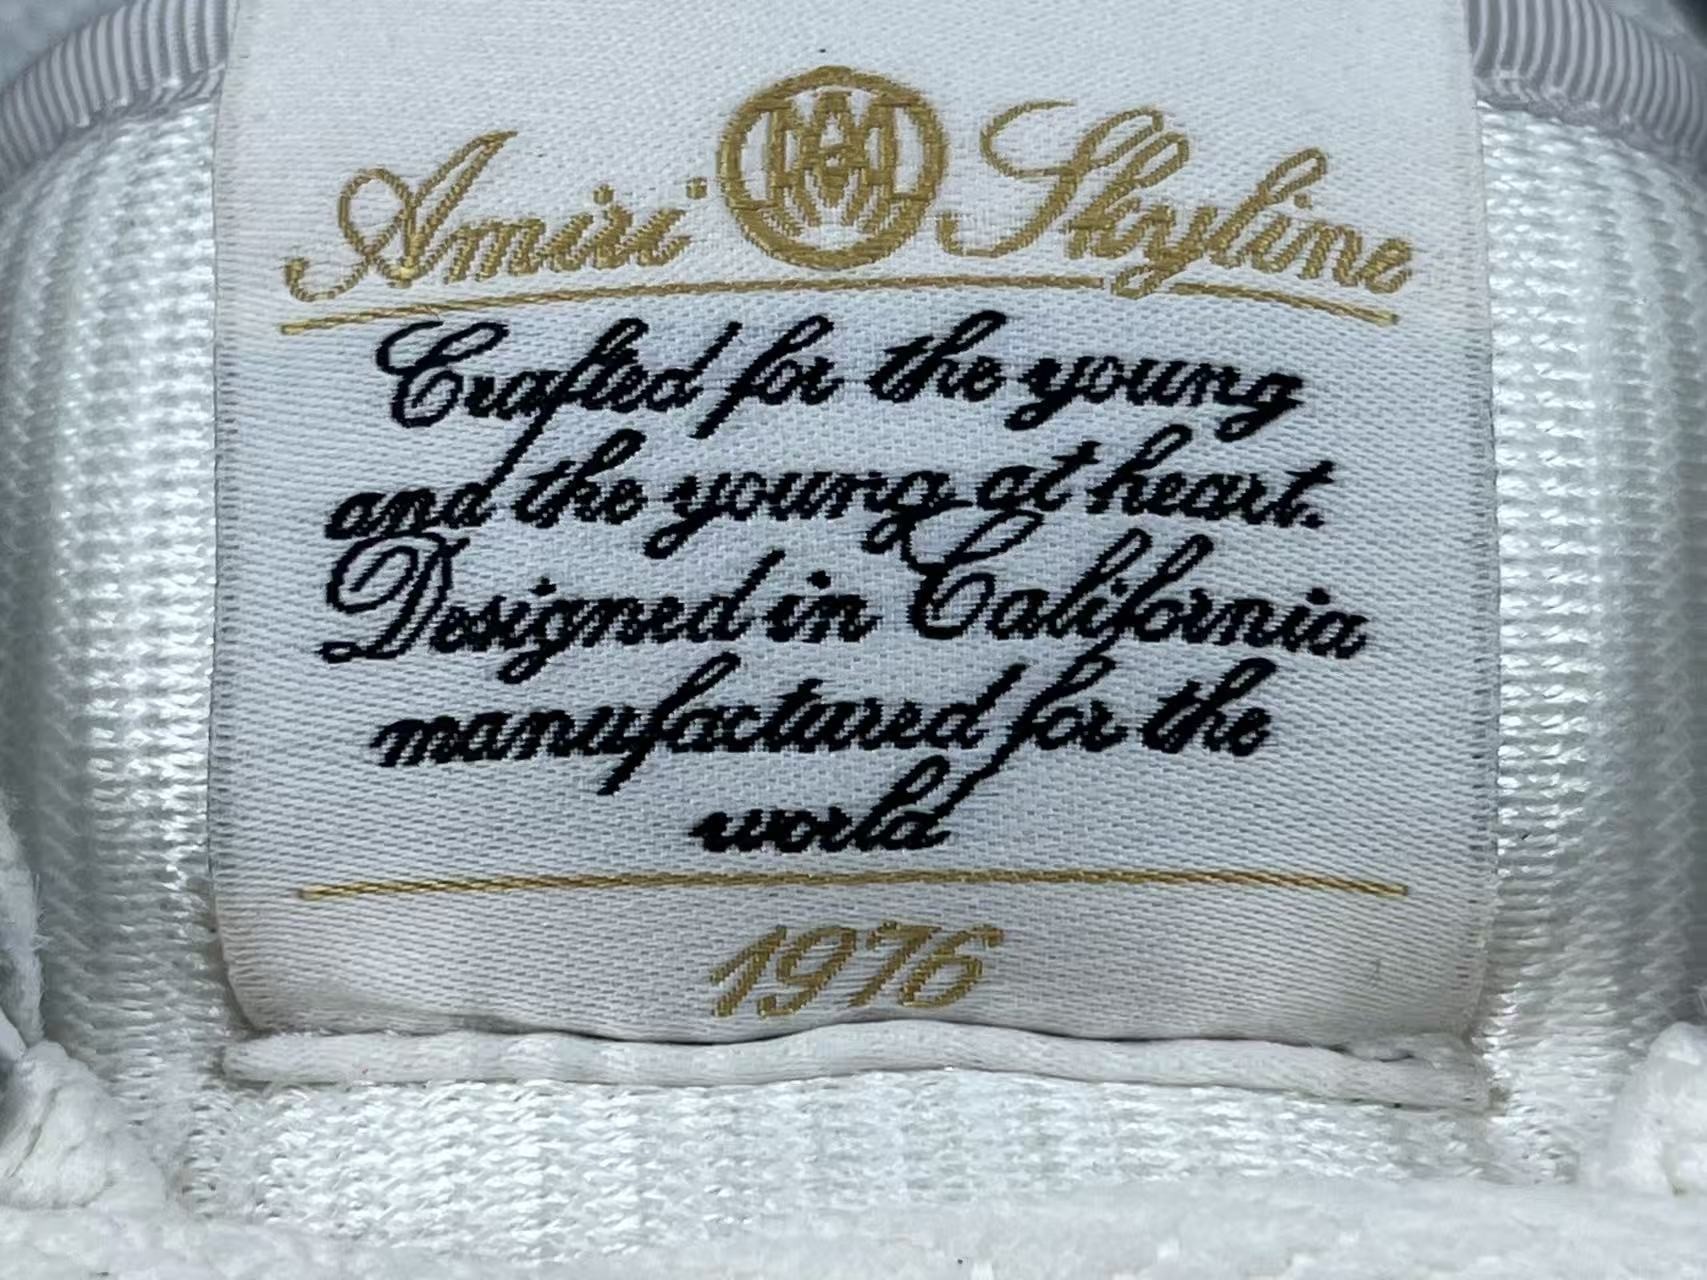 Amiri Skyline
Crafted for the young
and the young at heart.
Designed in California
manufactured for the
world
1976